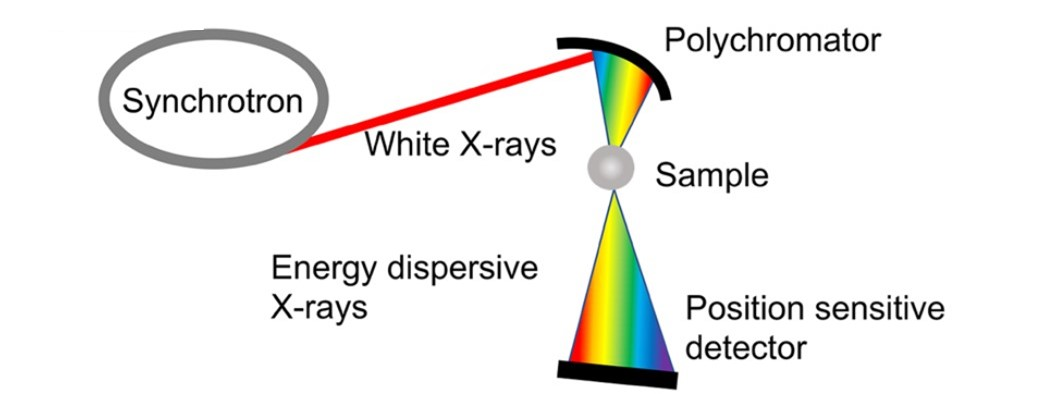 Polychromator
Synchrotron
White X-rays
Sample
Energy dispersive
X-rays
Position sensitive
detector